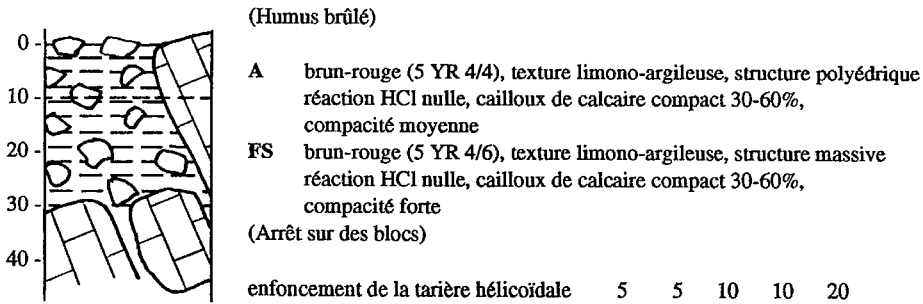 (Humus brûlé)
0
10
20
30
40
A brun-rouge (5 YR 4/4), texture limono-argileuse, structure polyédrique
réaction HCl nulle, cailloux de calcaire compact 30-60%,
compacité moyenne
FS brun-rouge (5 YR 4/6), texture limono-argileuse, structure massive
réaction HCl nulle, cailloux de calcaire compact 30-60%,
compacité forte
(Arrêt sur des blocs)
enfoncement de la tarière hélicoïdale 5 5 10 10 20